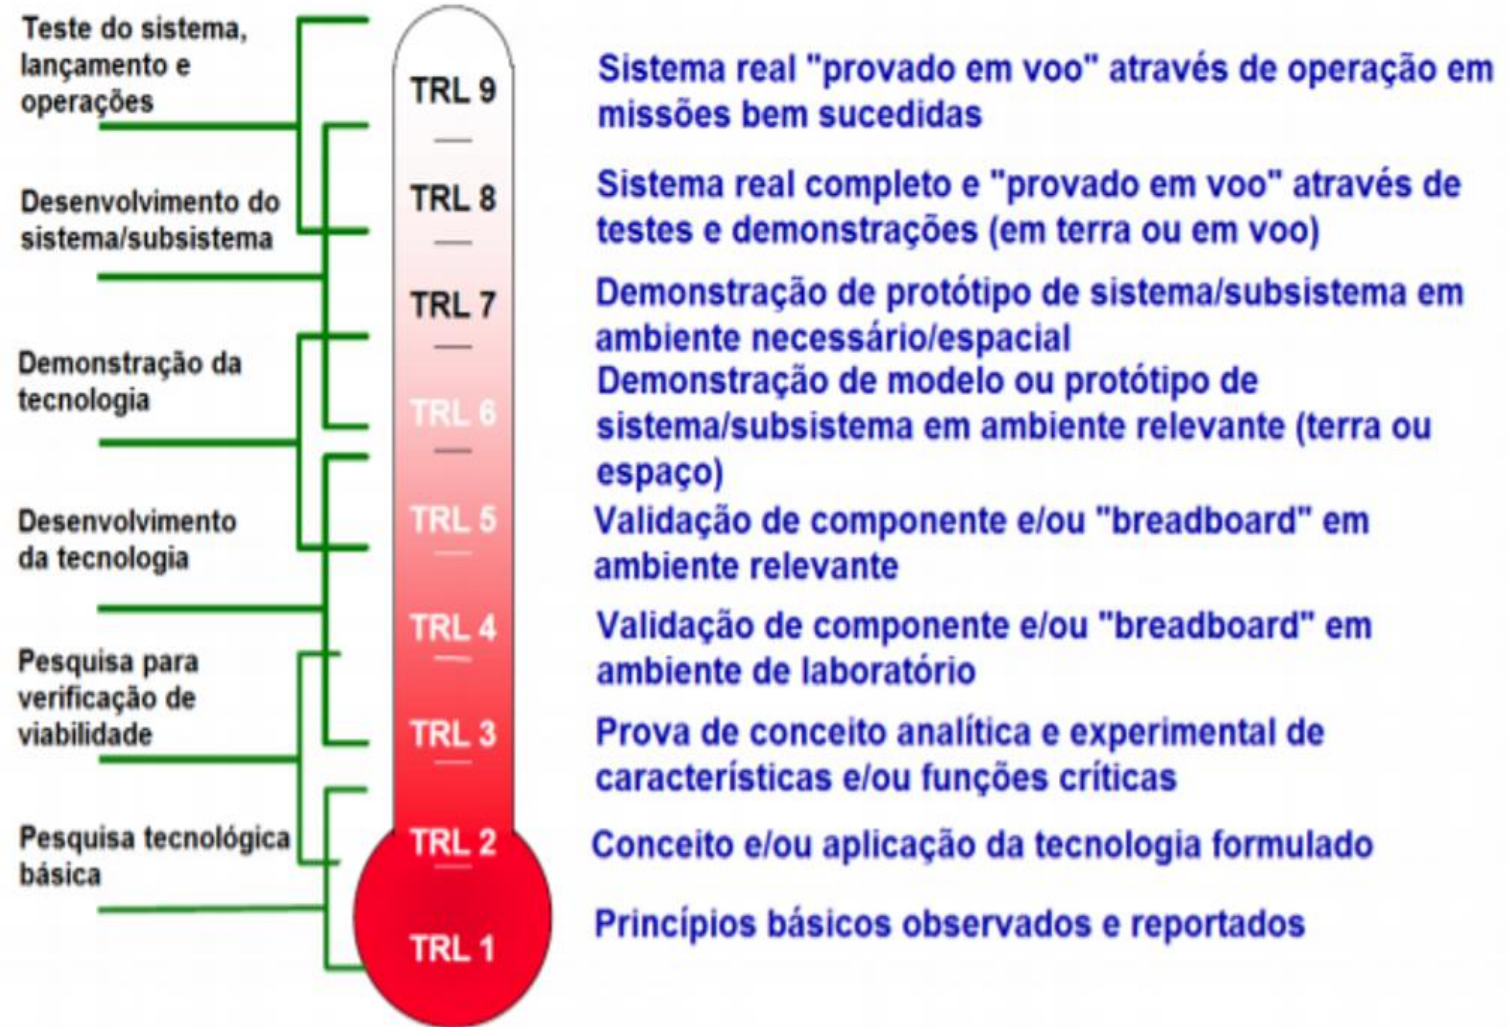 Teste do sistema,
lançamento e
operações
Desenvolvimento do
sistema/subsistema
Demonstração da
tecnologia
Desenvolvimento
da tecnologia
Pesquisa para
verificação de
viabilidade
Pesquisa tecnológica
básica
TRL 9
TRL 8
TRL 7
TRL 6
TRL 5
TRL 4
TRL 3
TRL 2
TRL 1
Sistema real "provado em voo" através de operação em
missões bem sucedidas
Sistema real completo e "provado em voo" através de
testes e demonstrações (em terra ou em voo)
Demonstração de protótipo de sistema/subsistema em
ambiente necessário/espacial
Demonstração de modelo ou protótipo de
sistema/subsistema em ambiente relevante (terra ou
espaço)
Validação de componente e/ou "breadboard" em
ambiente relevante
Validação de componente e/ou "breadboard" em
ambiente de laboratório
Prova de conceito analítica e experimental de
características e/ou funções críticas
Conceito e/ou aplicação da tecnologia formulado
Princípios básicos observados e reportados